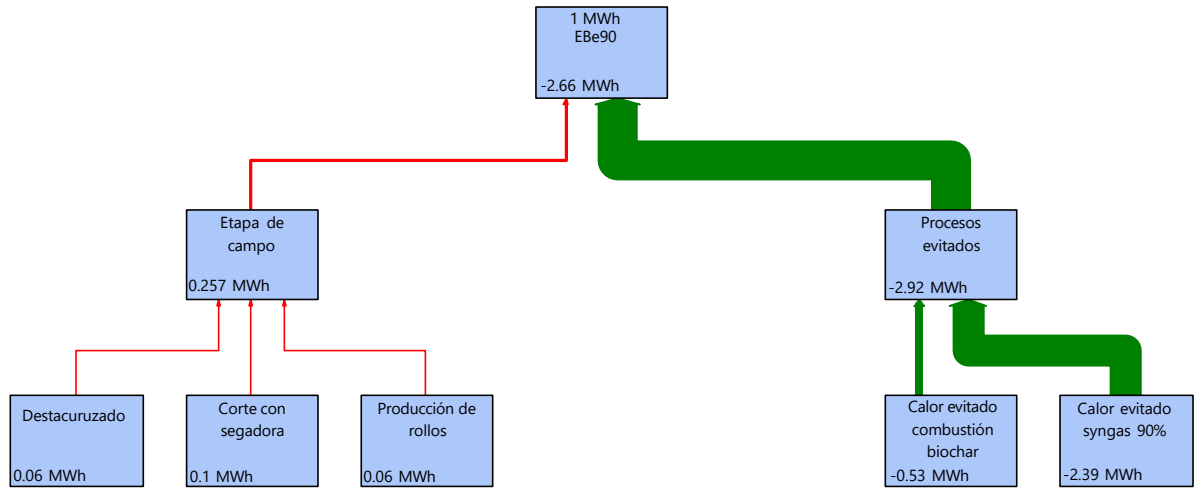 1 MWh
EBe90
-2.66 MWh
Etapa de
campo
0.257 MWh
Procesos
evitados
-2.92 MWh
Destacuruzado
0.06 MWh
Corte con
segadora
0.1 MWh
Producción de
rollos
0.06 MWh
Calor evitado
combustión
biochar
-0.53 MWh
Calor evitado
syngas 90%
-2.39 MWh